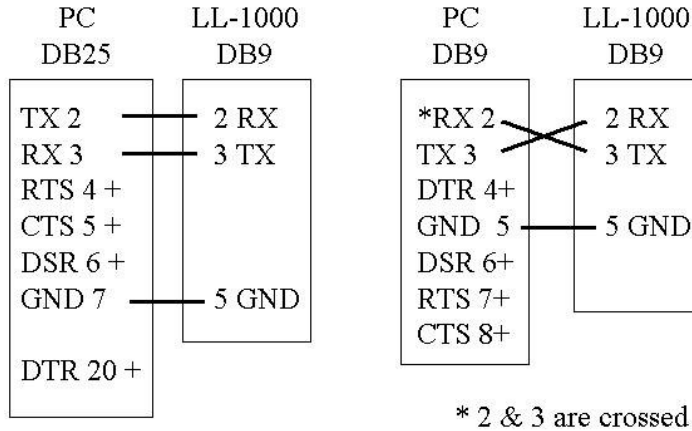 PC
DB25
LL-1000
DB9
TX 2
RX 3
RTS 4 +
CTS 5 +
DSR 6 +
GND 7
DTR 20 +
2 RX
3 TX
5 GND
PC
DB9
LL-1000
DB9
*RX 2
TX 3
DTR 4+
GND 5
DSR 6+
RTS 7+
CTS 8+
2 RX
3 TX
5 GND
* 2 & 3 are crossed